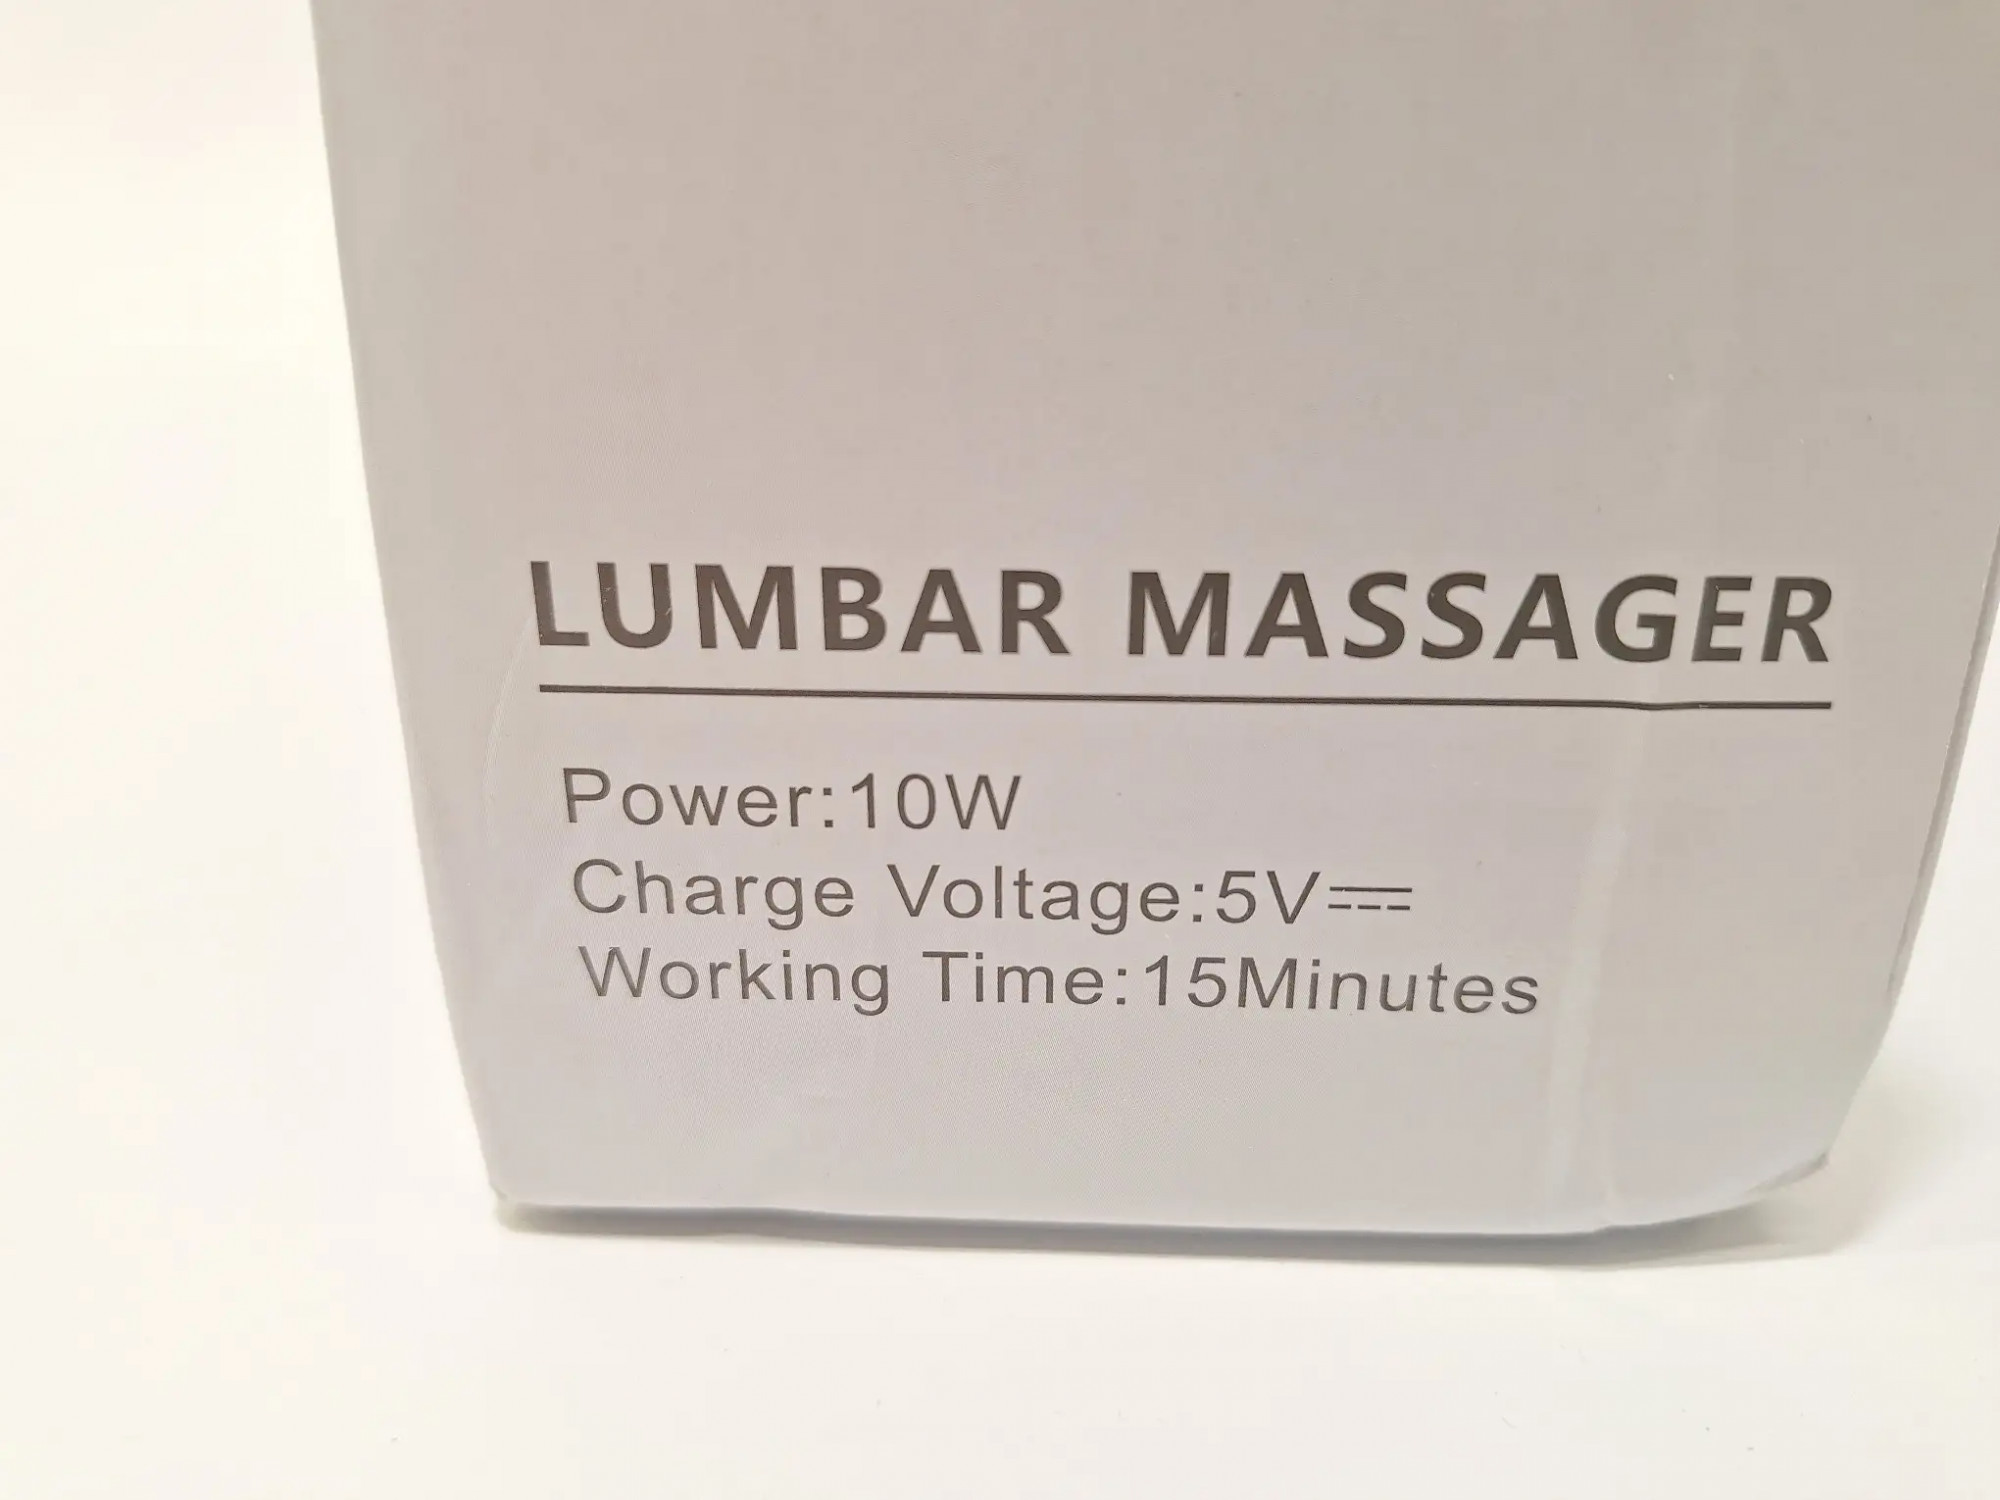 LUMBAR MASSAGER
Power:10W
Charge Voltage:5V⎓
Working Time:15Minutes